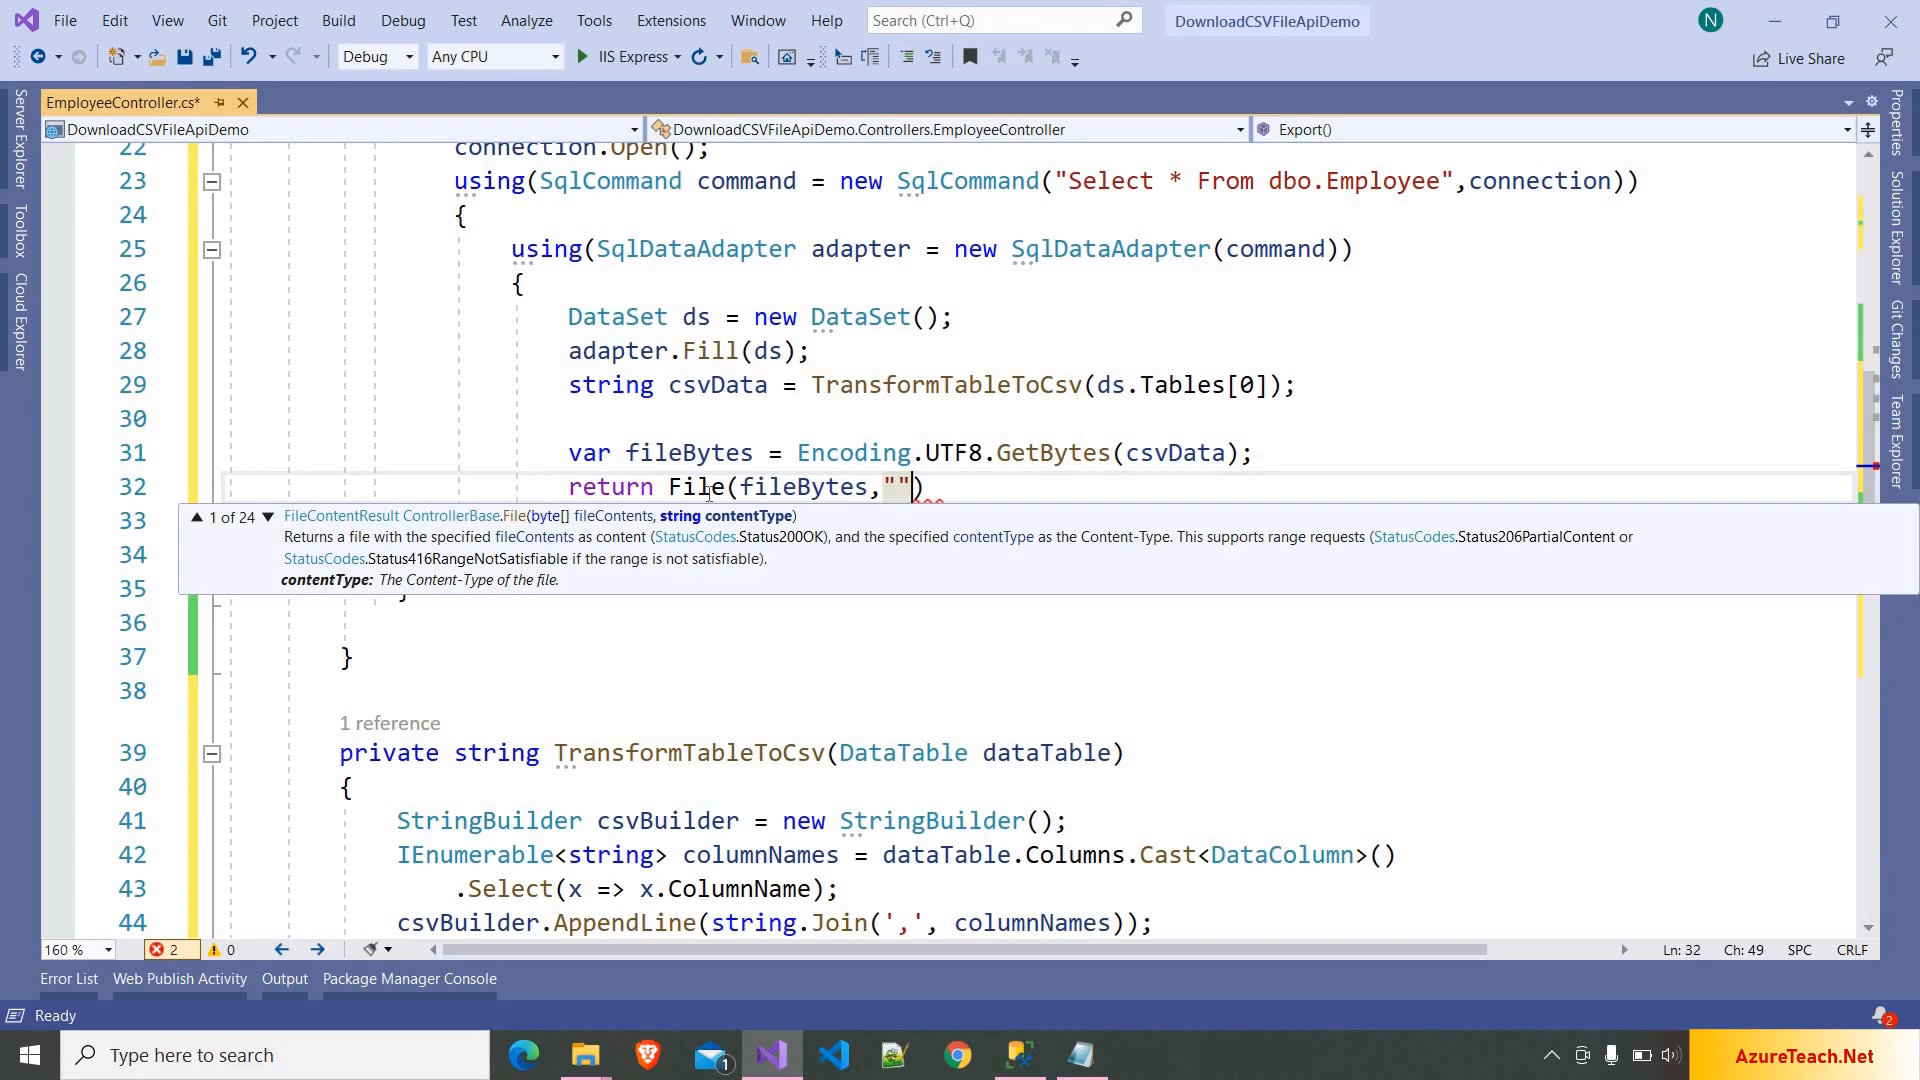 File Edit View Git Project Build Debug Test Analyze Tools Extensions Window Help Search (Ctrl+Q) DownloadCSVFileApiDemo N
Debug Any CPU IIS Express Live Share
EmployeeController.cs*
DownloadCSVFileApiDemo DownloadCSVFileApiDemo.Controllers.EmployeeController Export()
Server Explorer
Toolbox
Cloud Explorer
Properties
Solution Explorer
Git Changes
Team Explorer
22 connection.Open();
23 using(SqlCommand command = new SqlCommand("Select * From dbo.Employee",connection))
24 {
25 using(SqlDataAdapter adapter = new SqlDataAdapter(command))
26 {
27 DataSet ds = new DataSet();
28 adapter.Fill(ds);
29 string csvData = TransformTableToCsv(ds.Tables[0]);
30
31 var fileBytes = Encoding.UTF8.GetBytes(csvData);
32 return File(fileBytes,"")
33 1 of 24 FileContentResult ControllerBase.File(byte[] fileContents, string contentType)
Returns a file with the specified fileContents as content (StatusCodes.Status200OK), and the specified contentType as the Content-Type. This supports range requests (StatusCodes.Status206PartialContent or
34 StatusCodes.Status416RangeNotSatisfiable if the range is not satisfiable).
contentType: The Content-Type of the file.
35 }
36
37 }
38
1 reference
39 private string TransformTableToCsv(DataTable dataTable)
40 {
41 StringBuilder csvBuilder = new StringBuilder();
42 IEnumerable<string> columnNames = dataTable.Columns.Cast<DataColumn>()
43 .Select(x => x.ColumnName);
44 csvBuilder.AppendLine(string.Join(',', columnNames));
160 % 2 0 Ln: 32 Ch: 49 SPC CRLF
Error List Web Publish Activity Output Package Manager Console
Ready 2
Type here to search 1 AzureTeach.Net